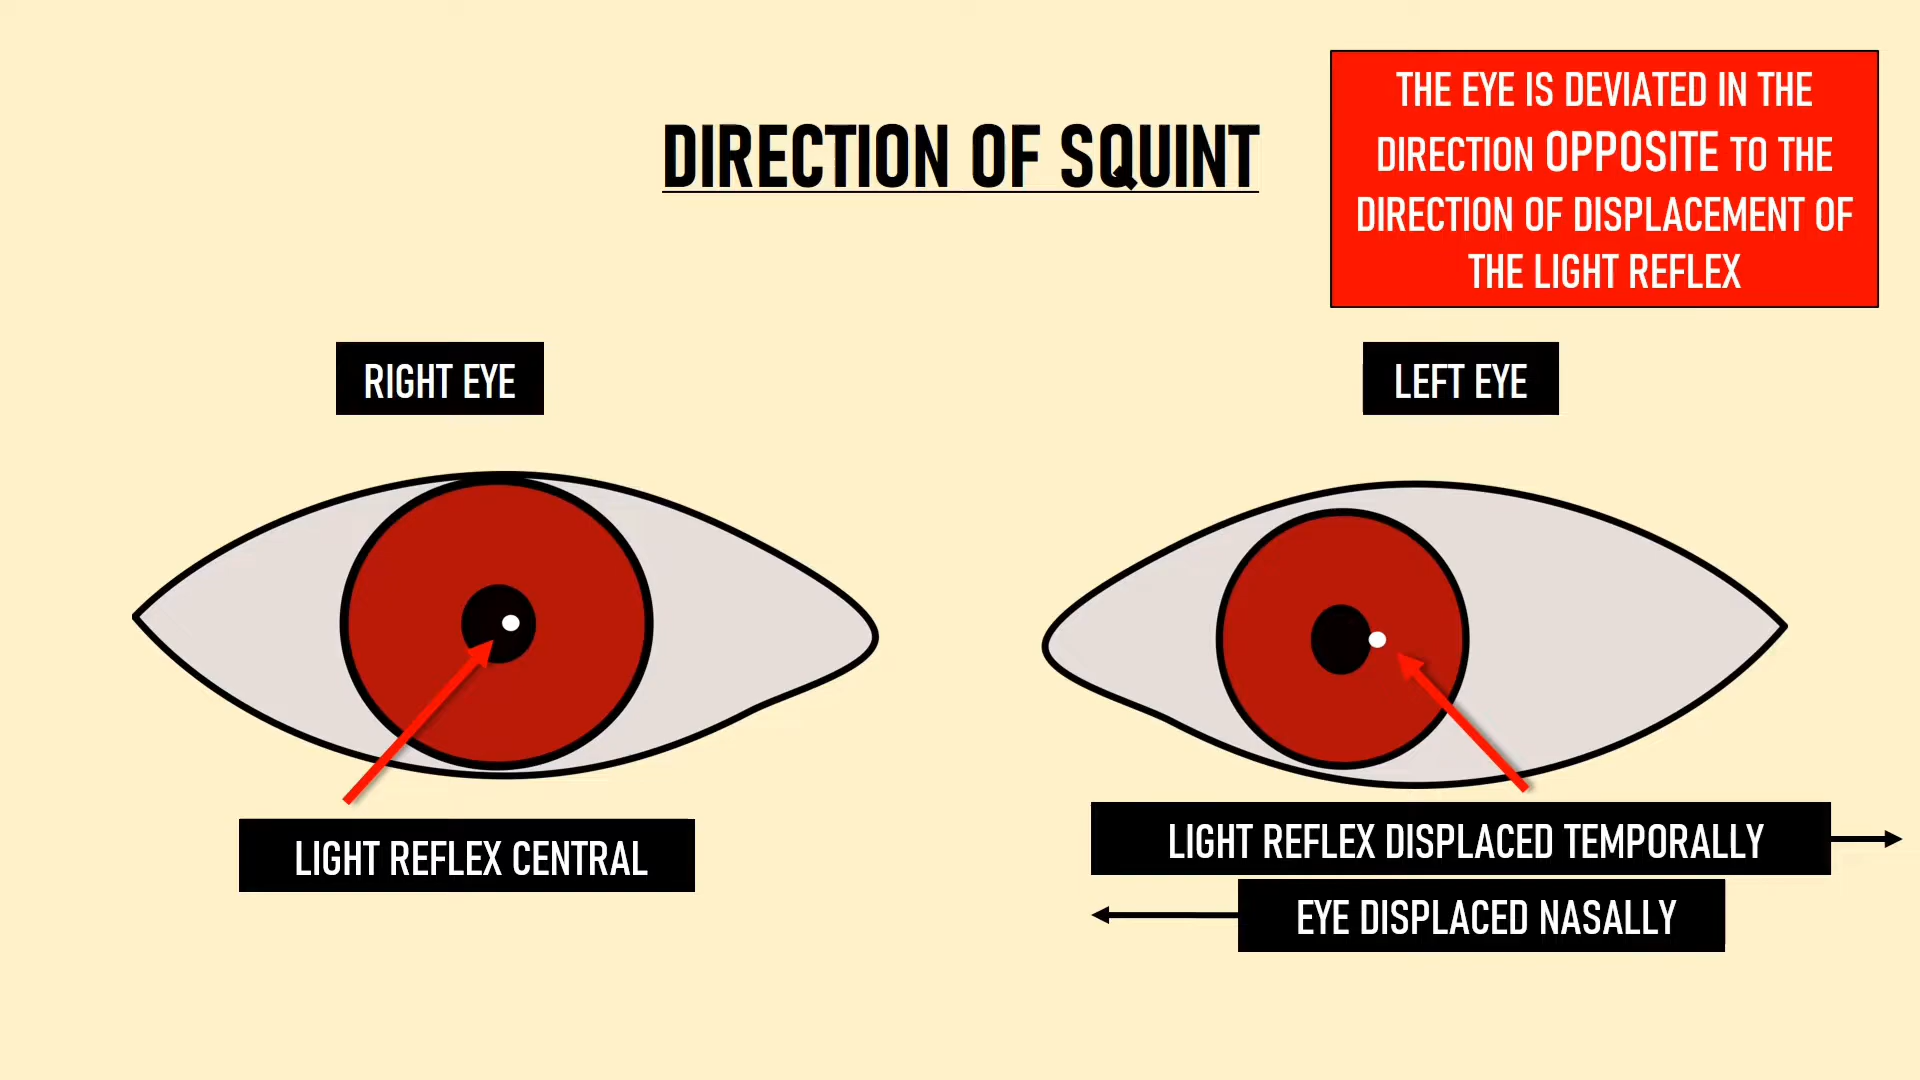 DIRECTION OF SQUINT
THE EYE IS DEVIATED IN THE
DIRECTION OPPOSITE TO THE
DIRECTION OF DISPLACEMENT OF
THE LIGHT REFLEX
RIGHT EYE
LEFT EYE
LIGHT REFLEX CENTRAL
LIGHT REFLEX DISPLACED TEMPORALLY
EYE DISPLACED NASALLY